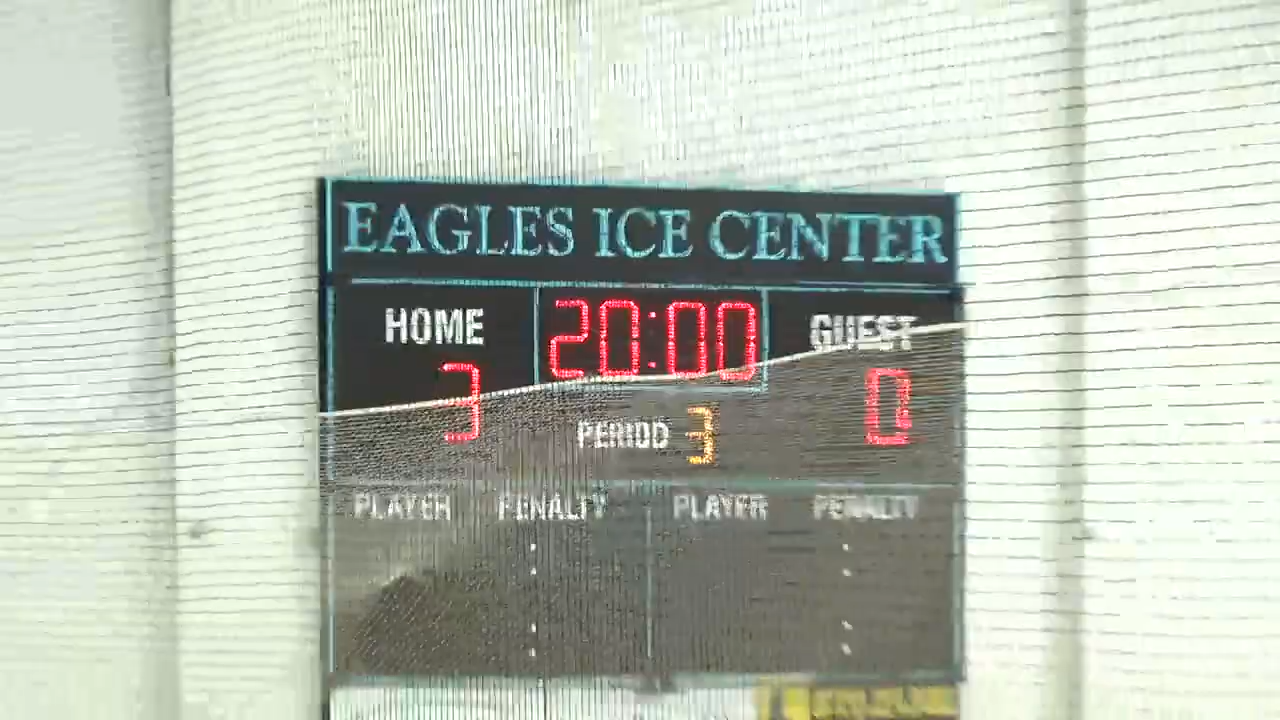 EAGLES ICE CENTER
HOME 20:00 GUEST
3 PERIOD 3 0
PLAYER PENALTY PLAYER PENALTY